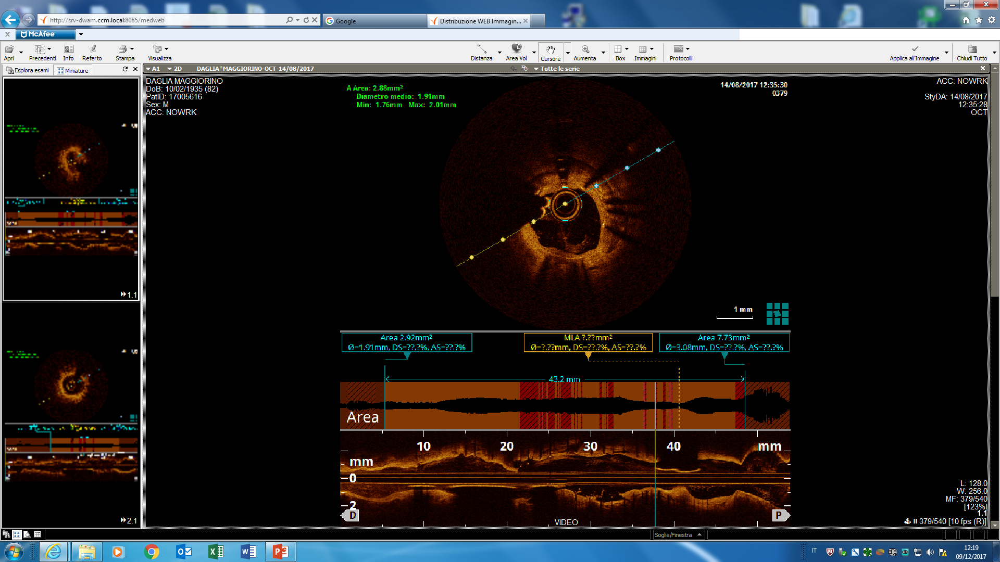 http://srv-dwam.ccm.local:8085/medweb
Google
Distribuzione WEB Immagin...
McAfee
Apri
Precedenti
Info
Referto
Stampa
Visualizza
Distanza
Area Vol
Cursore
Aumenta
Box
Immagini
Protocolli
Applica all'Immagine
Chiudi Tutto
Esplora esami
Miniature
A1
2D
DAGLIA*MAGGIORINO-OCT-14/08/2017
Tutte le serie
DAGLIA MAGGIORINO
DoB: 10/02/1935 (82)
PatID: 17005616
Sex: M
ACC: NOWRK
A Area: 2.88mm²
Diametro medio: 1.91mm
Min: 1.76mm Max: 2.01mm
14/08/2017 12:35:30
0379
ACC: NOWRK
StyDA: 14/08/2017
12:35:28
OCT
1.1
2.1
1 mm
Area 2.92mm²
Ø=1.91mm, DS=??.?%, AS=??.?%
MLA ?.??mm²
Ø=?.??mm, DS=??.?%, AS=??.?%
Area 7.73mm²
Ø=3.08mm, DS=??.?%, AS=??.?%
43.2 mm
Area
10 20 30 40 mm
mm
0
2
D
P
VIDEO
L: 128.0
W: 256.0
MF: 379/540
[123%]
1.1
379/540 [10 fps (R)]
Soglia/Finestra
IT
12:19
09/12/2017